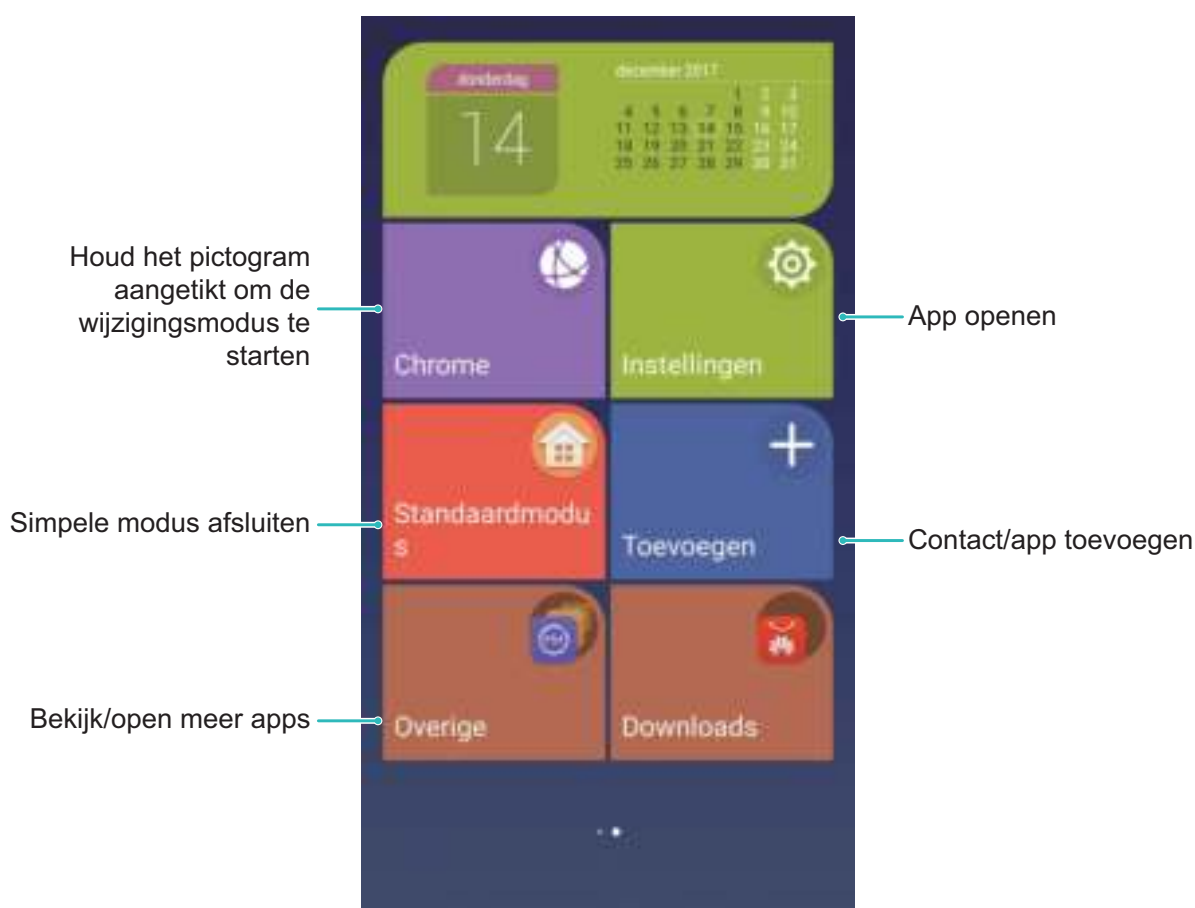 donderdag
14
december 2017
1 2 3
4 5 6 7 8 9 10
11 12 13 14 15 16 17
18 19 20 21 22 23 24
25 26 27 28 29 30 31
Houd het pictogram
aangetikt om de
wijzigingsmodus te
starten
Chrome
Instellingen
App openen
Simpele modus afsluiten
Standaardmodu
s
Toevoegen
Contact/app toevoegen
Bekijk/open meer apps
Overige
Downloads